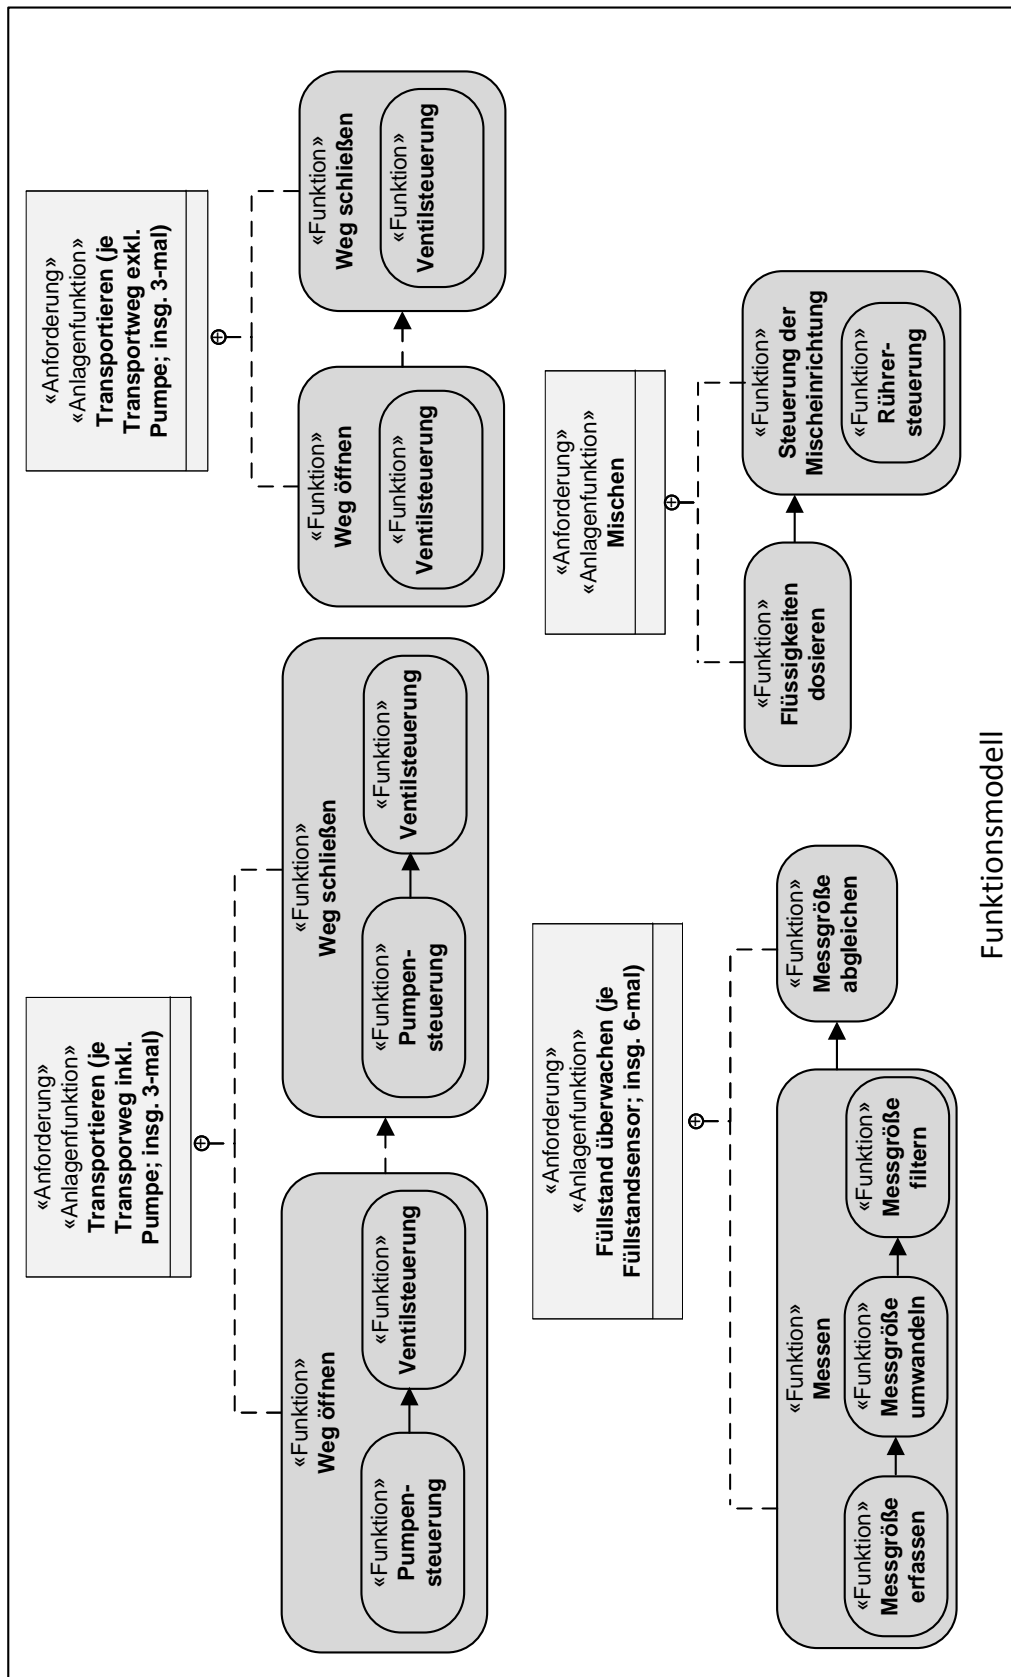 «Anforderung»
«Anlagenfunktion»
Transportieren (je
Transporweg inkl.
Pumpe; insg. 3-mal)
«Funktion»
Weg öffnen
«Funktion»
Pumpen-
steuerung
«Funktion»
Ventilsteuerung
«Funktion»
Weg schließen
«Funktion»
Pumpen-
steuerung
«Funktion»
Ventilsteuerung
«Anforderung»
«Anlagenfunktion»
Transportieren (je
Transportweg exkl.
Pumpe; insg. 3-mal)
«Funktion»
Weg öffnen
«Funktion»
Ventilsteuerung
«Funktion»
Weg schließen
«Funktion»
Ventilsteuerung
«Anforderung»
«Anlagenfunktion»
Füllstand überwachen (je
Füllstandsensor; insg. 6-mal)
«Funktion»
Messen
«Funktion»
Messgröße
erfassen
«Funktion»
Messgröße
umwandeln
«Funktion»
Messgröße
filtern
«Funktion»
Messgröße
abgleichen
«Anforderung»
«Anlagenfunktion»
Mischen
«Funktion»
Flüssigkeiten
dosieren
«Funktion»
Steuerung der
Mischeinrichtung
«Funktion»
Rührer-
steuerung
Funktionsmodell